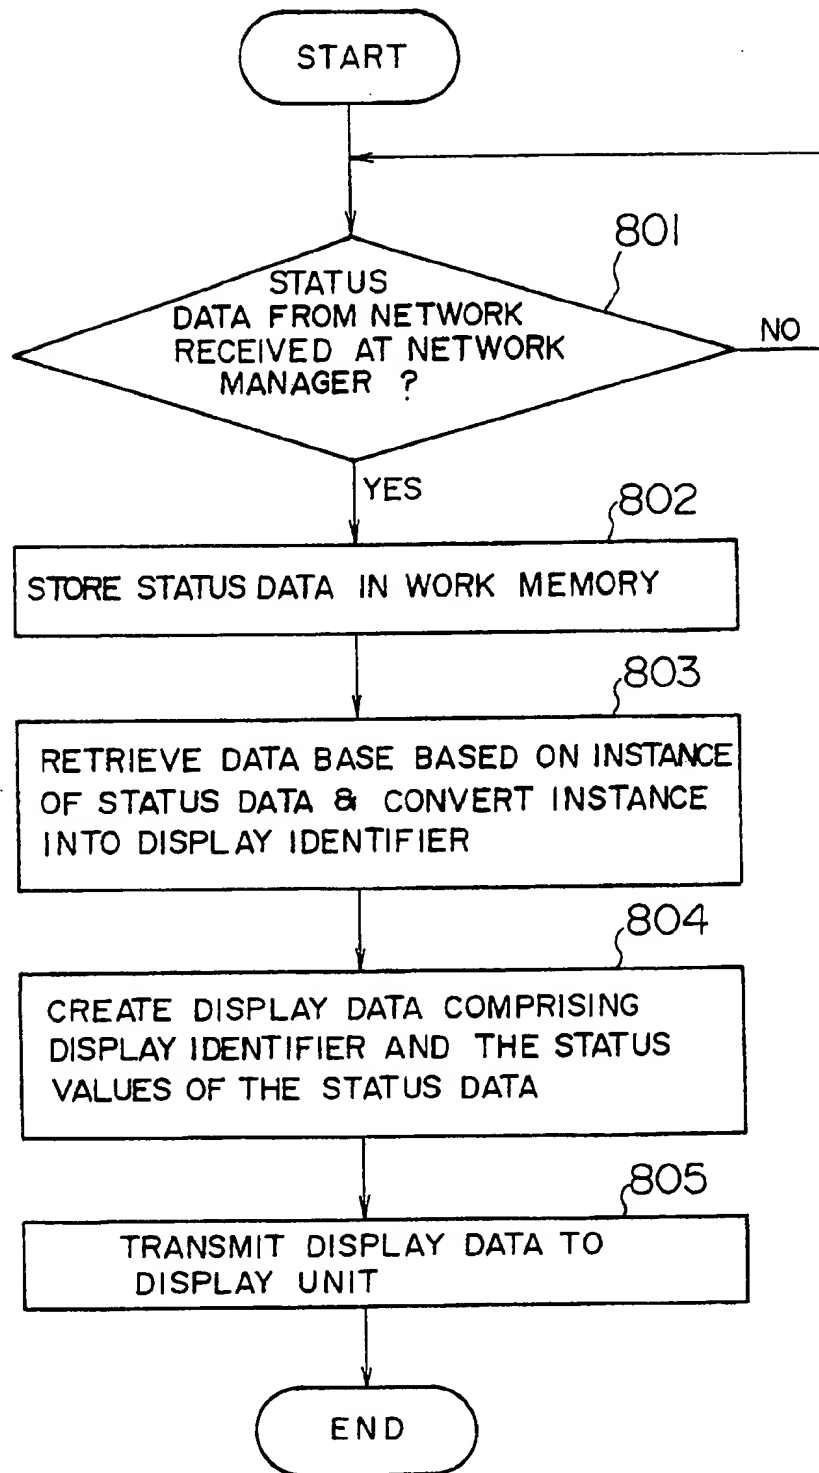 START
801
STATUS
DATA FROM NETWORK
RECEIVED AT NETWORK
MANAGER ?
NO
YES
802
STORE STATUS DATA IN WORK MEMORY
803
RETRIEVE DATA BASE BASED ON INSTANCE
OF STATUS DATA & CONVERT INSTANCE
INTO DISPLAY IDENTIFIER
804
CREATE DISPLAY DATA COMPRISING
DISPLAY IDENTIFIER AND THE STATUS
VALUES OF THE STATUS DATA
805
TRANSMIT DISPLAY DATA TO
DISPLAY UNIT
END